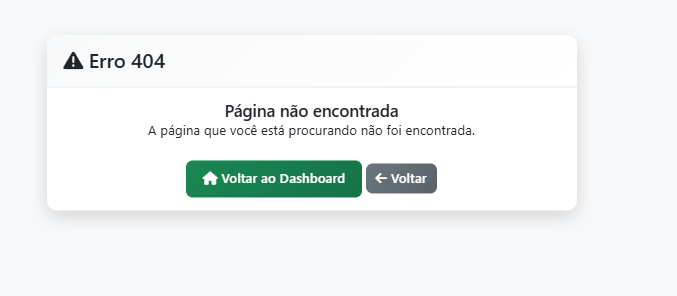 Erro 404
Página não encontrada
A página que você está procurando não foi encontrada.
Voltar ao Dashboard
Voltar